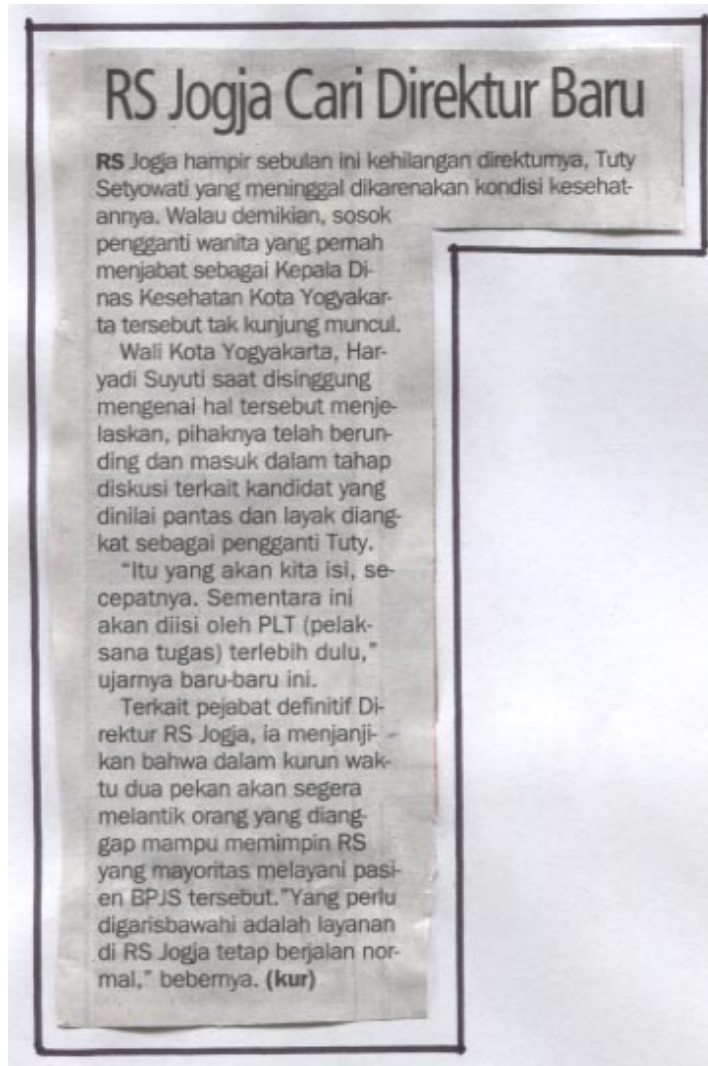 RS Jogja Cari Direktur Baru
RS Jogja hampir sebulan ini kehilangan direkturnya, Tuty
Setyowati yang meninggal dikarenakan kondisi kesehat-
annya. Walau demikian, sosok
pengganti wanita yang pernah
menjabat sebagai Kepala Di-
nas Kesehatan Kota Yogyakar-
ta tersebut tak kunjung muncul.
Wali Kota Yogyakarta, Har-
yadi Suyuti saat disinggung
mengenai hal tersebut menje-
laskan, pihaknya telah berun-
ding dan masuk dalam tahap
diskusi terkait kandidat yang
dinilai pantas dan layak diang-
kat sebagai pengganti Tuty.
"Itu yang akan kita isi, se-
cepatnya. Sementara ini
akan diisi oleh PLT (pelak-
sana tugas) terlebih dulu,"
ujarnya baru-baru ini.
Terkait pejabat definitif Di-
rektur RS Jogja, ia menjanji-
kan bahwa dalam kurun wak-
tu dua pekan akan segera
melantik orang yang diang-
gap mampu memimpin RS
yang mayoritas melayani pasi-
en BPJS tersebut."Yang perlu
digarisbawahi adalah layanan
di RS Jogja tetap berjalan nor-
mal," bebernya. (kur)